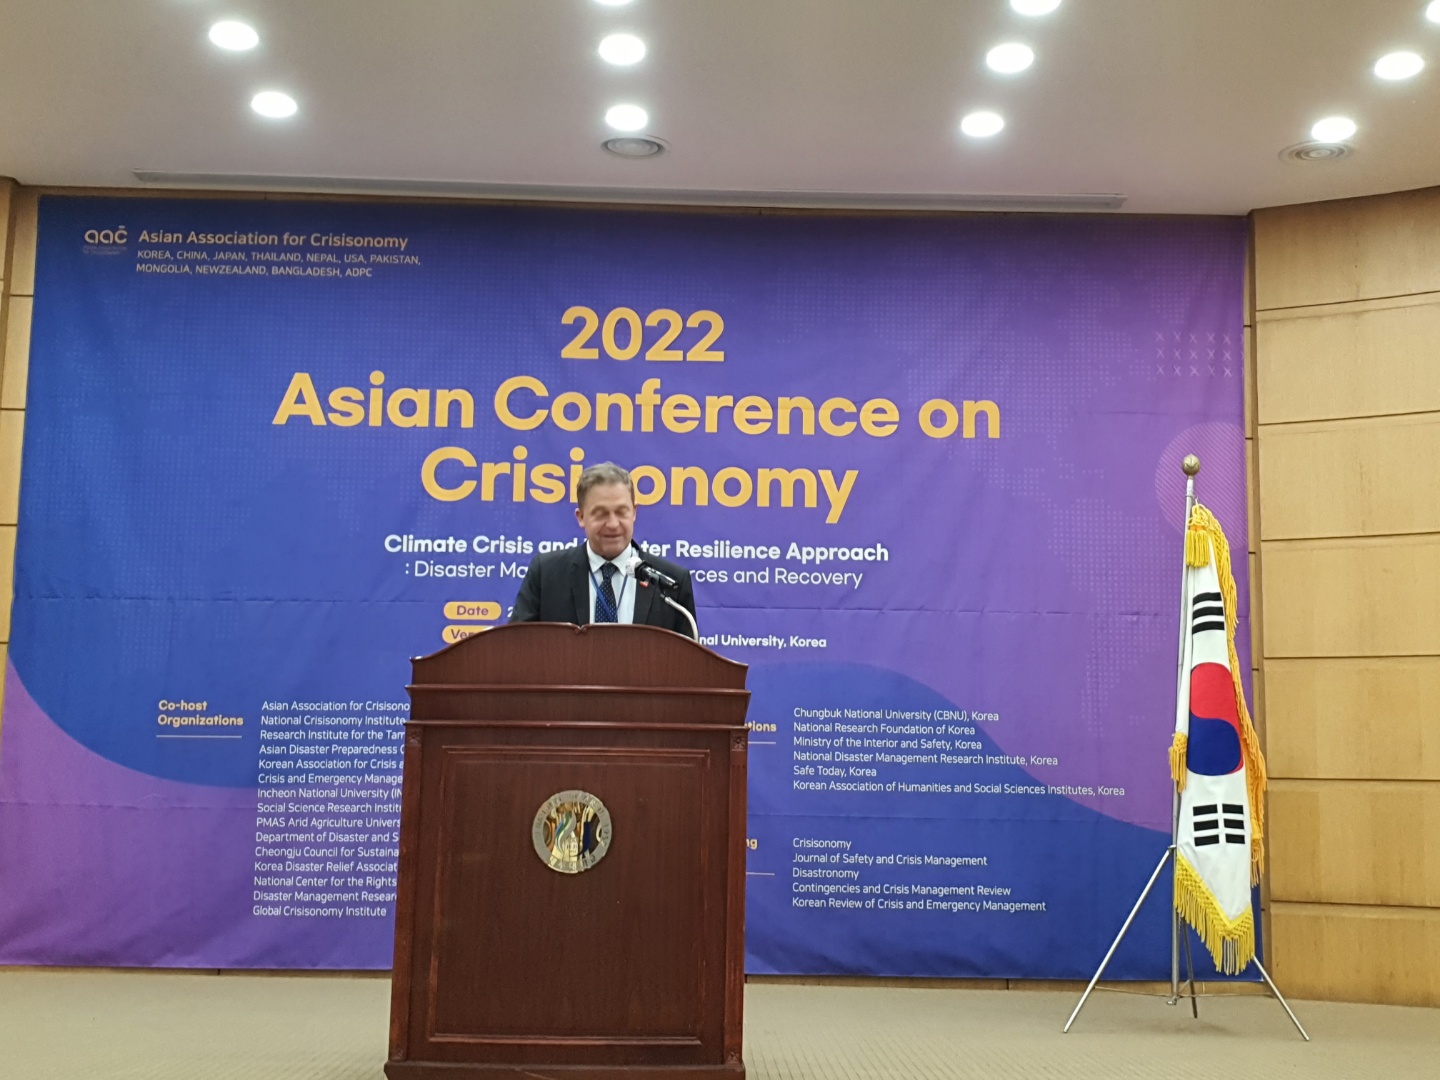 aac Asian Association for Crisisonomy
KOREA, CHINA, JAPAN, THAILAND, NEPAL, USA, PAKISTAN,
MONGOLIA, NEWZEALAND, BANGLADESH, ADPC
2022
Asian Conference on
Crisi onomy
Climate Crisis and ter Resilience Approach
: Disaster Ma rces and Recovery
Date 2
Ve nal University, Korea
Co-host
Organizations
Asian Association for Crisisono
National Crisisonomy Institute
Research Institute for the Tam
Asian Disaster Preparedness C
Korean Association for Crisis a
Crisis and Emergency Manage
Incheon National University (IN
Social Science Research Institu
PMAS Arid Agriculture Univers
Department of Disaster and S
Cheongju Council for Sustaina
Korea Disaster Relief Associat
National Center for the Rights
Disaster Management Resear
Global Crisisonomy Institute
tions
Chungbuk National University (CBNU), Korea
National Research Foundation of Korea
Ministry of the Interior and Safety, Korea
National Disaster Management Research Institute, Korea
Safe Today, Korea
Korean Association of Humanities and Social Sciences Institutes, Korea
ng
Crisisonomy
Journal of Safety and Crisis Management
Disastronomy
Contingencies and Crisis Management Review
Korean Review of Crisis and Emergency Management